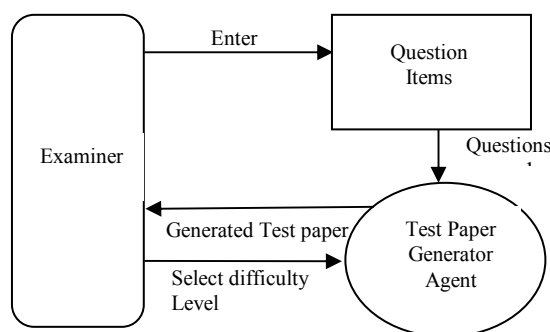 Enter
Question
Items
Examiner
Questions
Generated Test paper
Test Paper
Generator
Agent
Select difficulty
Level